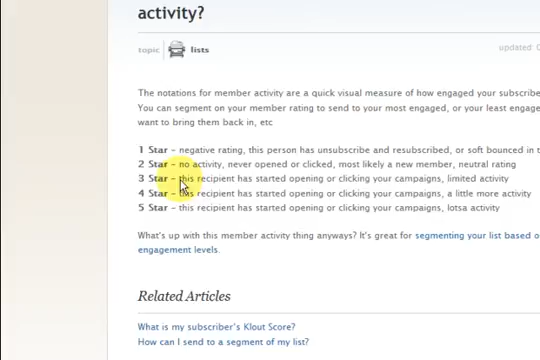 activity?
topic lists updated
The notations for member activity are a quick visual measure of how engaged your subscribe
You can segment on your member rating to send to your most engaged, or your least engage
want to bring them back in, etc
1 Star – negative rating, this person has unsubscribe and resubscribed, or soft bounced in t
2 Star – no activity, never opened or clicked, most likely a new member, neutral rating
3 Star – this recipient has started opening or clicking your campaigns, limited activity
4 Star – this recipient has started opening or clicking your campaigns, a little more activity
5 Star – this recipient has started opening or clicking your campaigns, lotsa activity
What's up with this member activity thing anyways? It's great for segmenting your list based o
engagement levels.
Related Articles
What is my subscriber's Klout Score?
How can I send to a segment of my list?